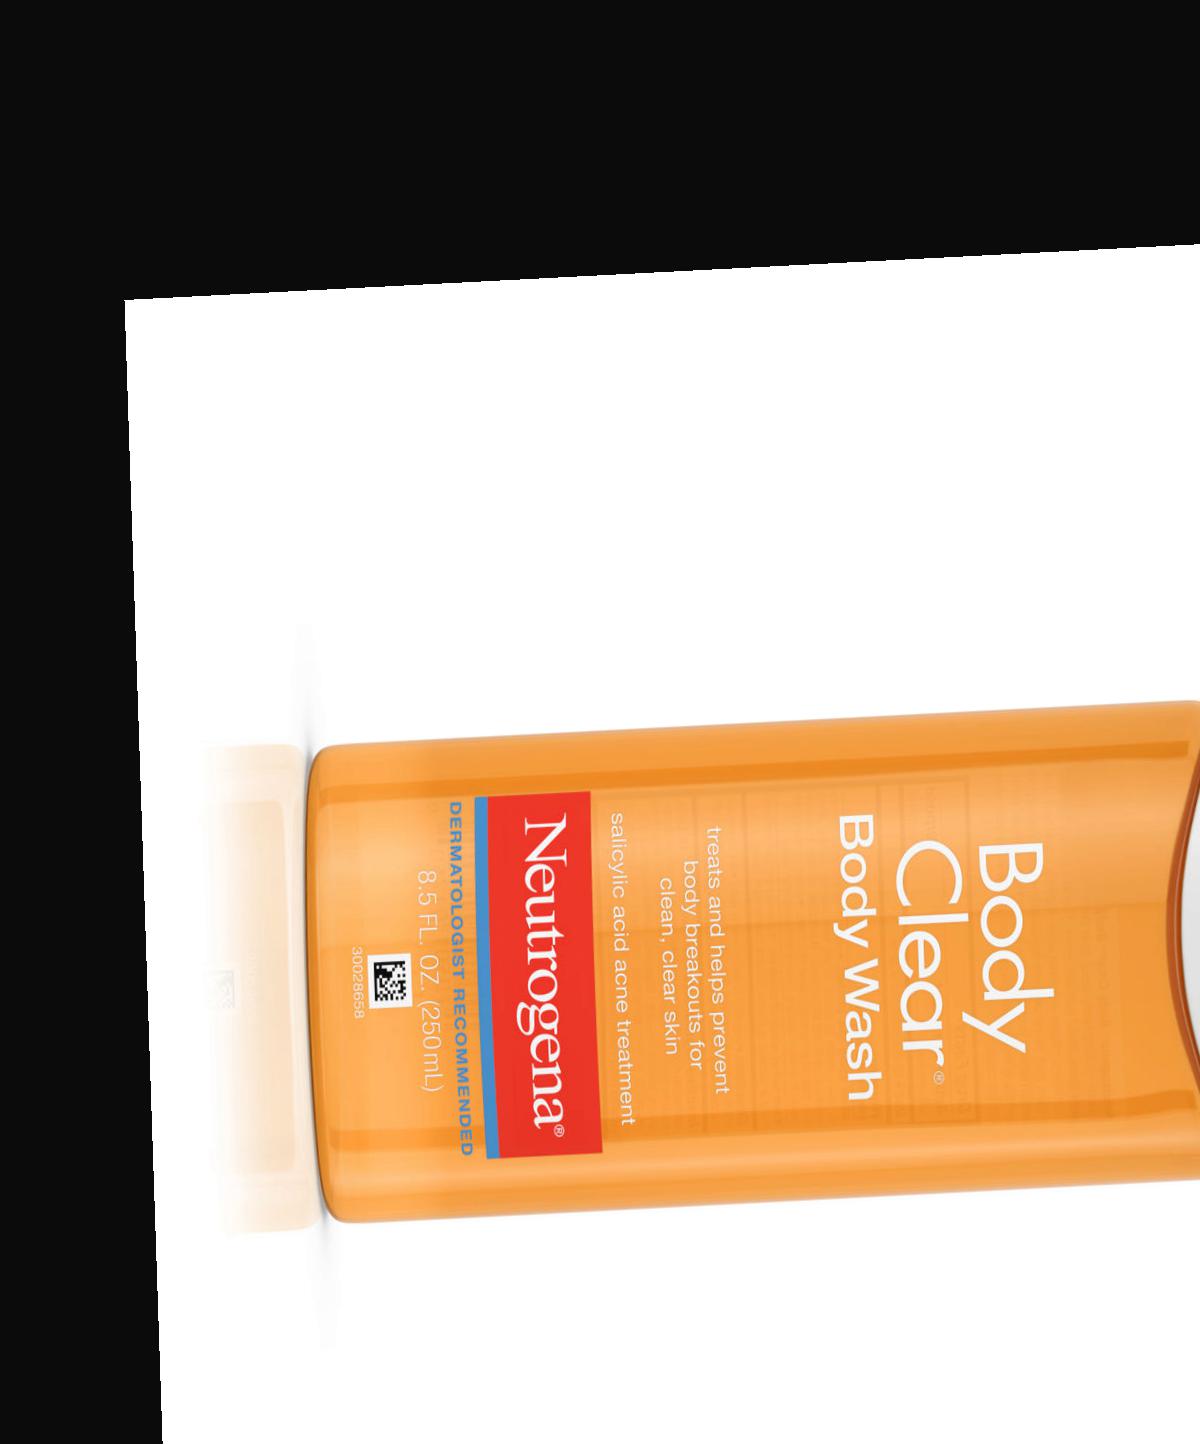 Body
Clear®
Body Wash
treats and helps prevent
body breakouts for
clean, clear skin
salicylic acid acne treatment
Neutrogena®
DERMATOLOGIST RECOMMENDED
8.5 FL. OZ. (250mL)
30028658